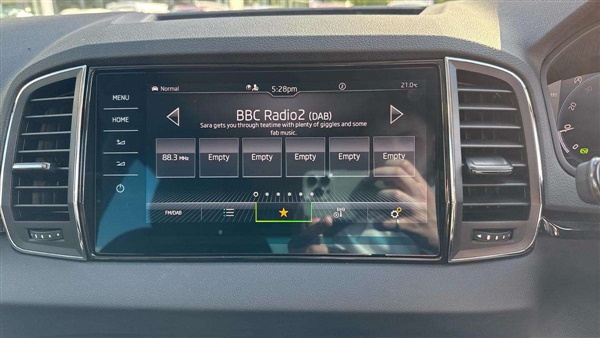 Normal
5:28pm
21.0°C
MENU
HOME
BBC Radio2 (DAB)
Sara gets you through teatime with plenty of giggles and some
fab music.
88.3 MHz
Empty
Empty
Empty
Empty
Empty
FM/DAB